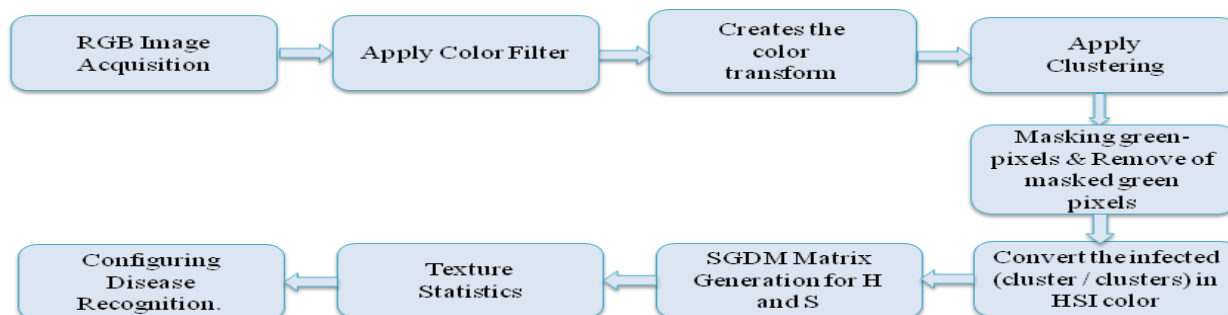 RGB Image
Acquisition
Apply Color Filter
Creates the
color
transform
Apply
Clustering
Masking green-
pixels & Remove of
masked green
pixels
Convert the infected
(cluster / clusters) in
HSI color
SGDM Matrix
Generation for H
and S
Texture
Statistics
Configuring
Disease
Recognition.